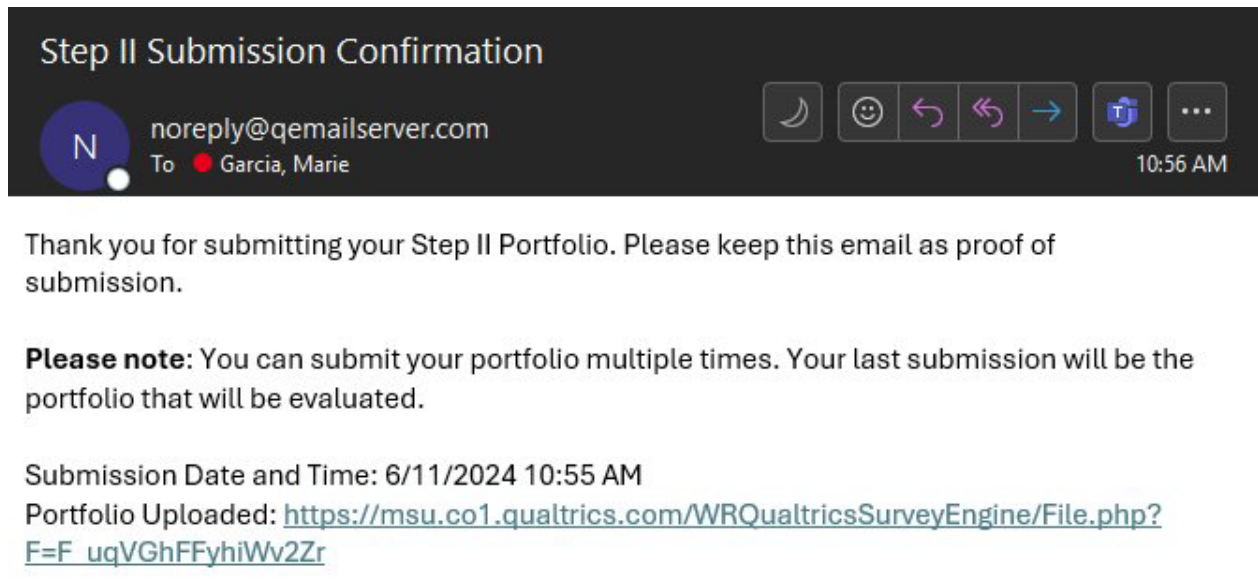 Step II Submission Confirmation
N
noreply@qemailserver.com
To Garcia, Marie
10:56 AM
Thank you for submitting your Step II Portfolio. Please keep this email as proof of
submission.
Please note: You can submit your portfolio multiple times. Your last submission will be the
portfolio that will be evaluated.
Submission Date and Time: 6/11/2024 10:55 AM
Portfolio Uploaded: https://msu.co1.qualtrics.com/WRQualtricsSurveyEngine/File.php?
F=F_uqVGhFFyhiWv2Zr